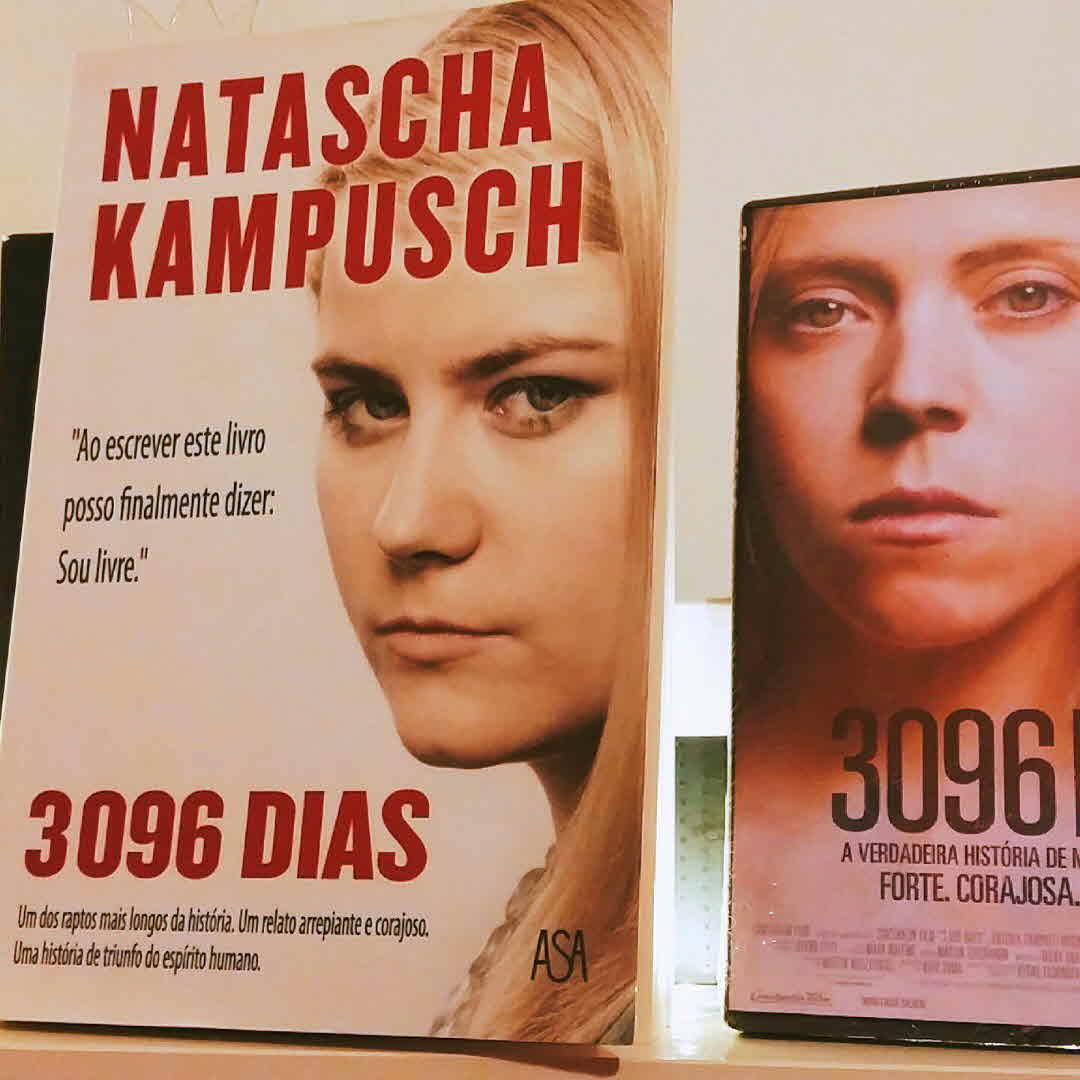 NATASCHA
KAMPUSCH
"Ao escrever este livro
posso finalmente dizer:
Sou livre."
3096 DIAS
Um dos raptos mais longos da história. Um relato arrepiante e corajoso.
Uma história de triunfo do espírito humano.
ASA
3096
A VERDADEIRA HISTÓRIA DE
FORTE. CORAJOSA.